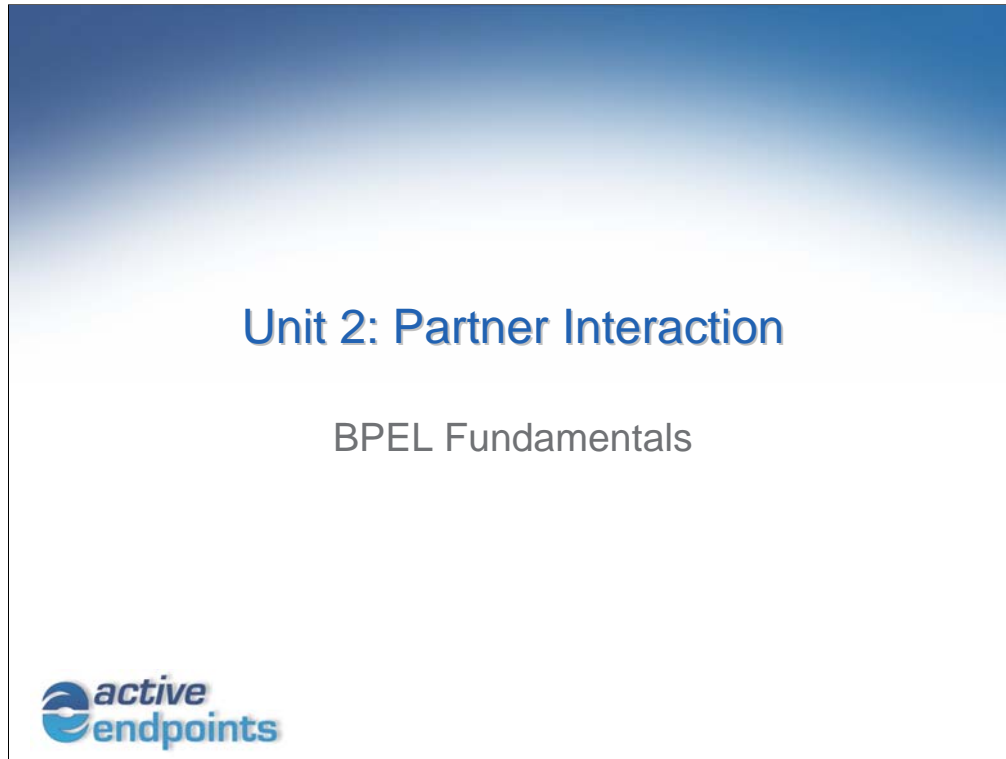 Unit 2: Partner Interaction
BPEL Fundamentals
active
endpoints